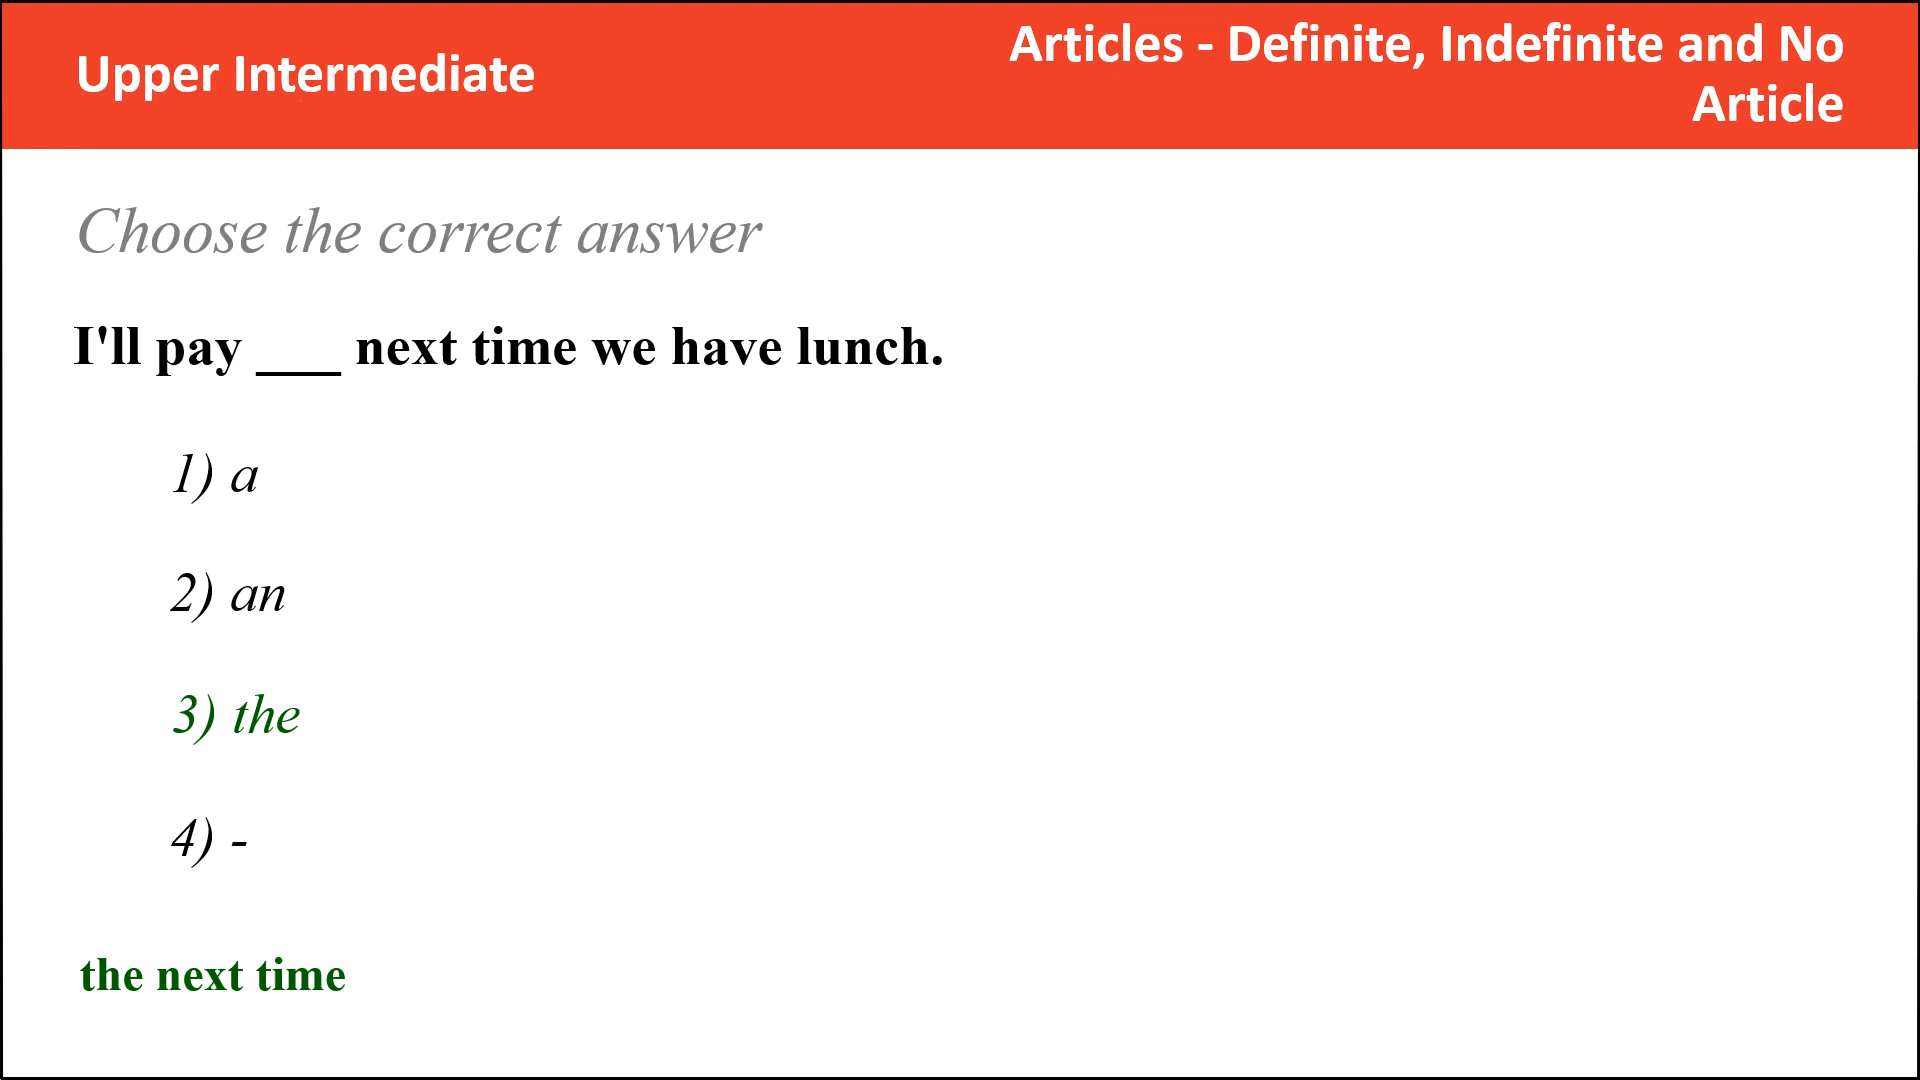 Upper Intermediate
Articles - Definite, Indefinite and No
Article
Choose the correct answer
I'll pay ___ next time we have lunch.
1) a
2) an
3) the
4) -
the next time